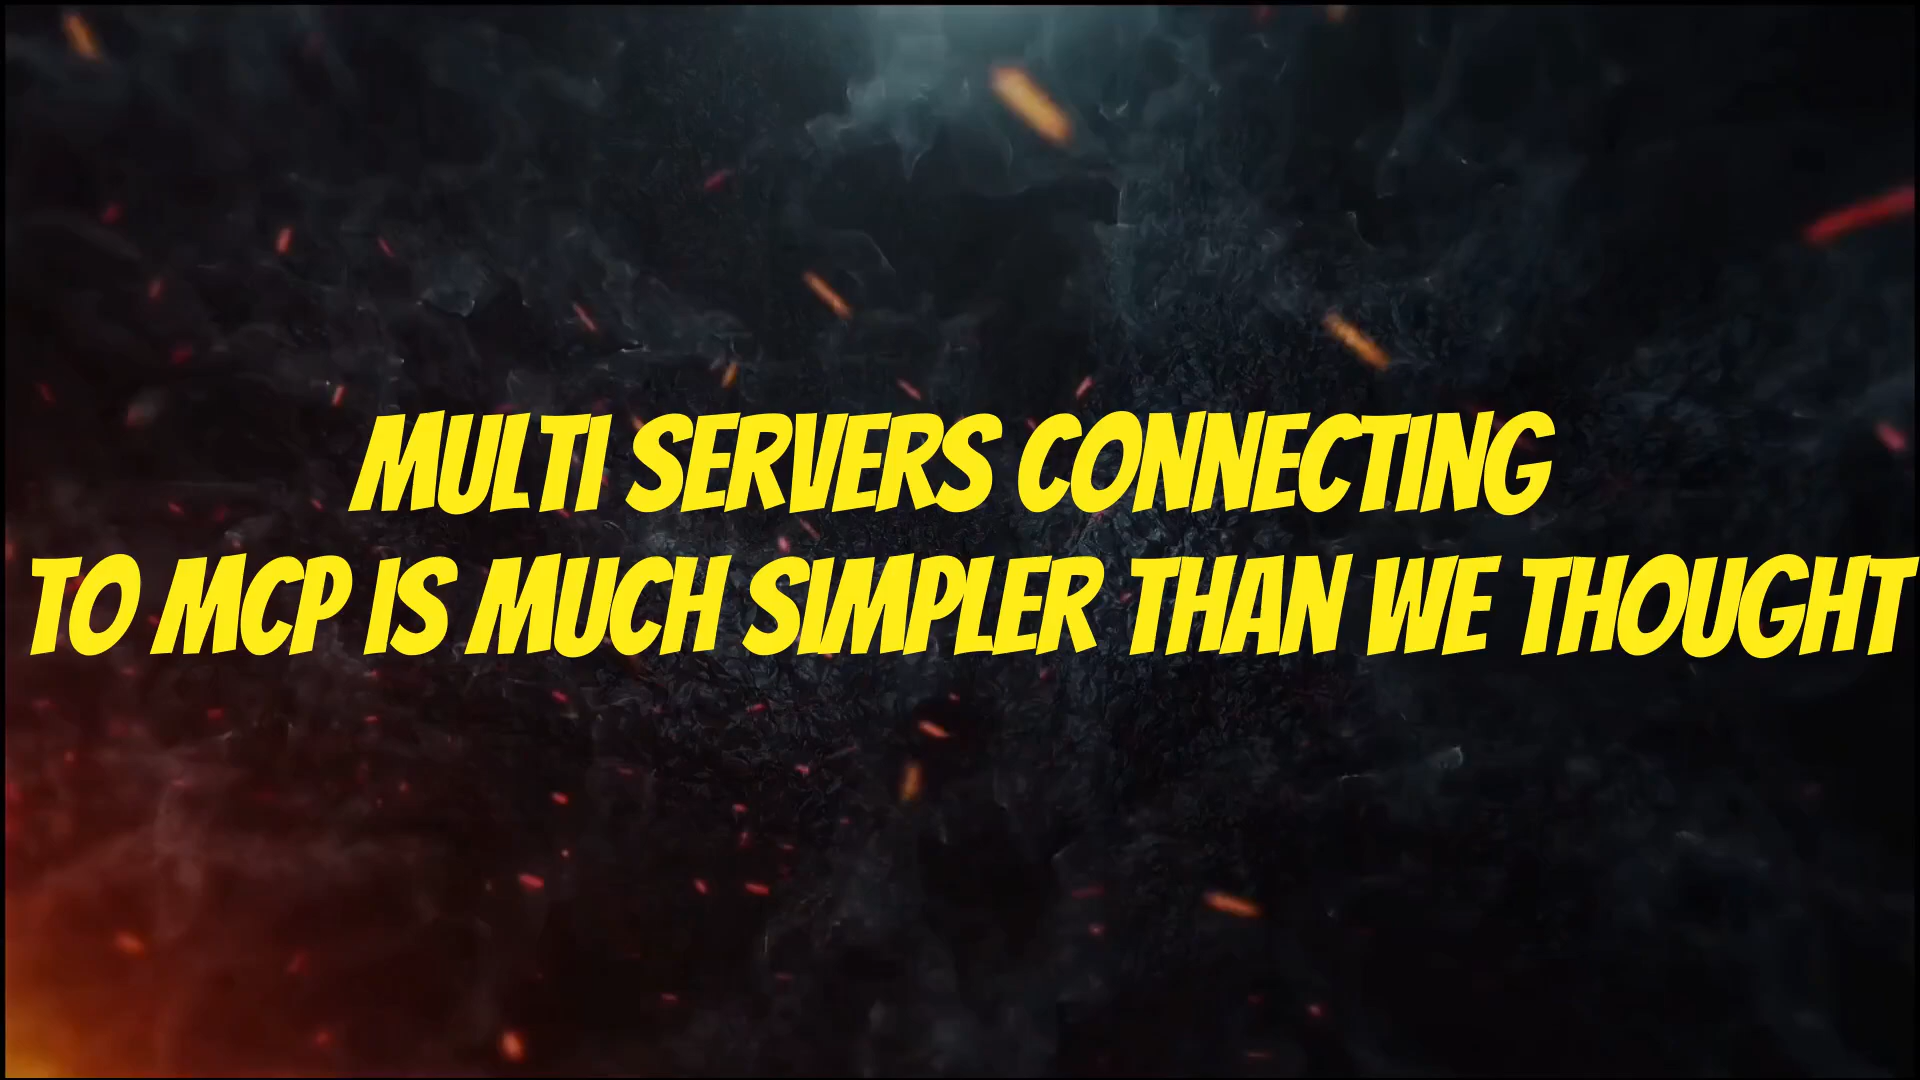 MULTI SERVERS CONNECTING
TO MCP IS MUCH SIMPLER THAN WE THOUGHT